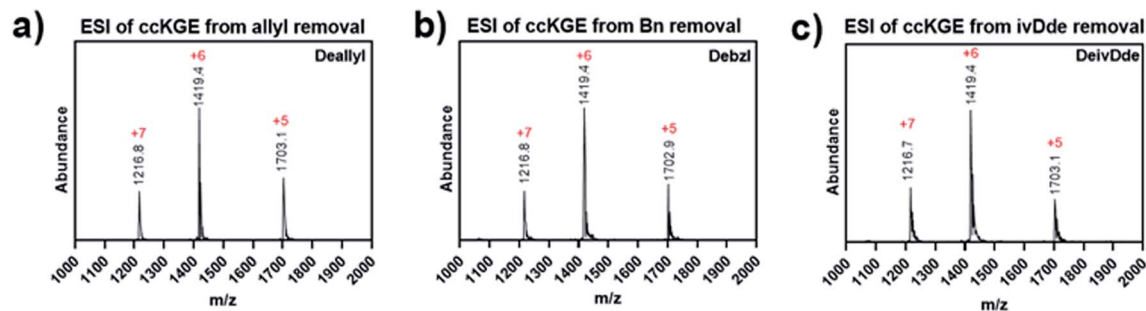 a)
ESI of ccKGE from allyl removal
Deallyl
+6
1419.4
+7
1216.8
+5
1703.1
Abundance
1000 1100 1200 1300 1400 1500 1600 1700 1800 1900 2000
m/z
b)
ESI of ccKGE from Bn removal
Debzl
+6
1419.4
+7
1216.8
+5
1702.9
Abundance
1000 1100 1200 1300 1400 1500 1600 1700 1800 1900 2000
m/z
c)
ESI of ccKGE from ivDde removal
DeivDde
+6
1419.4
+7
1216.7
+5
1703.1
Abundance
1000 1100 1200 1300 1400 1500 1600 1700 1800 1900 2000
m/z